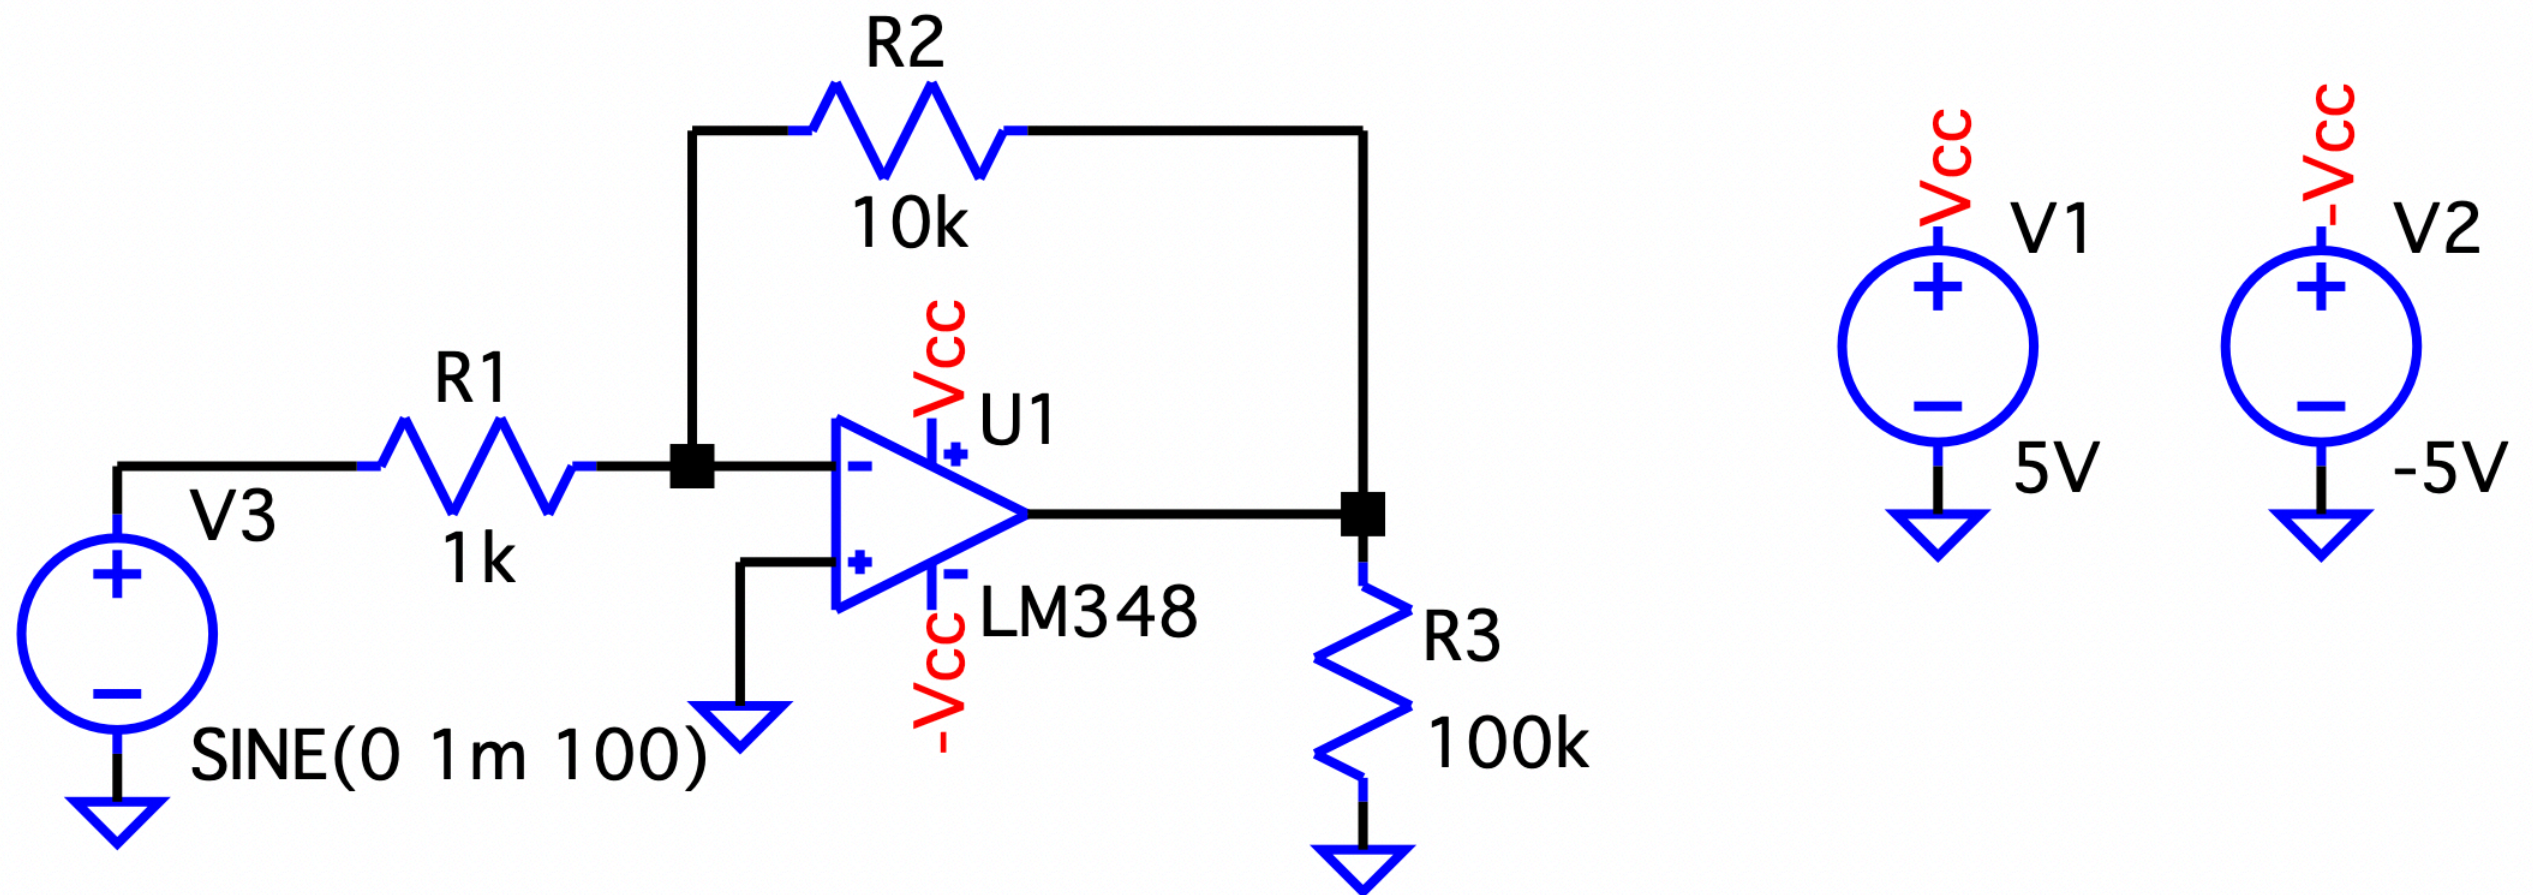 R2
10k
Vcc
-Vcc
V1
V2
5V
-5V
R1
1k
Vcc
U1
LM348
-Vcc
V3
SINE(0 1m 100)
R3
100k